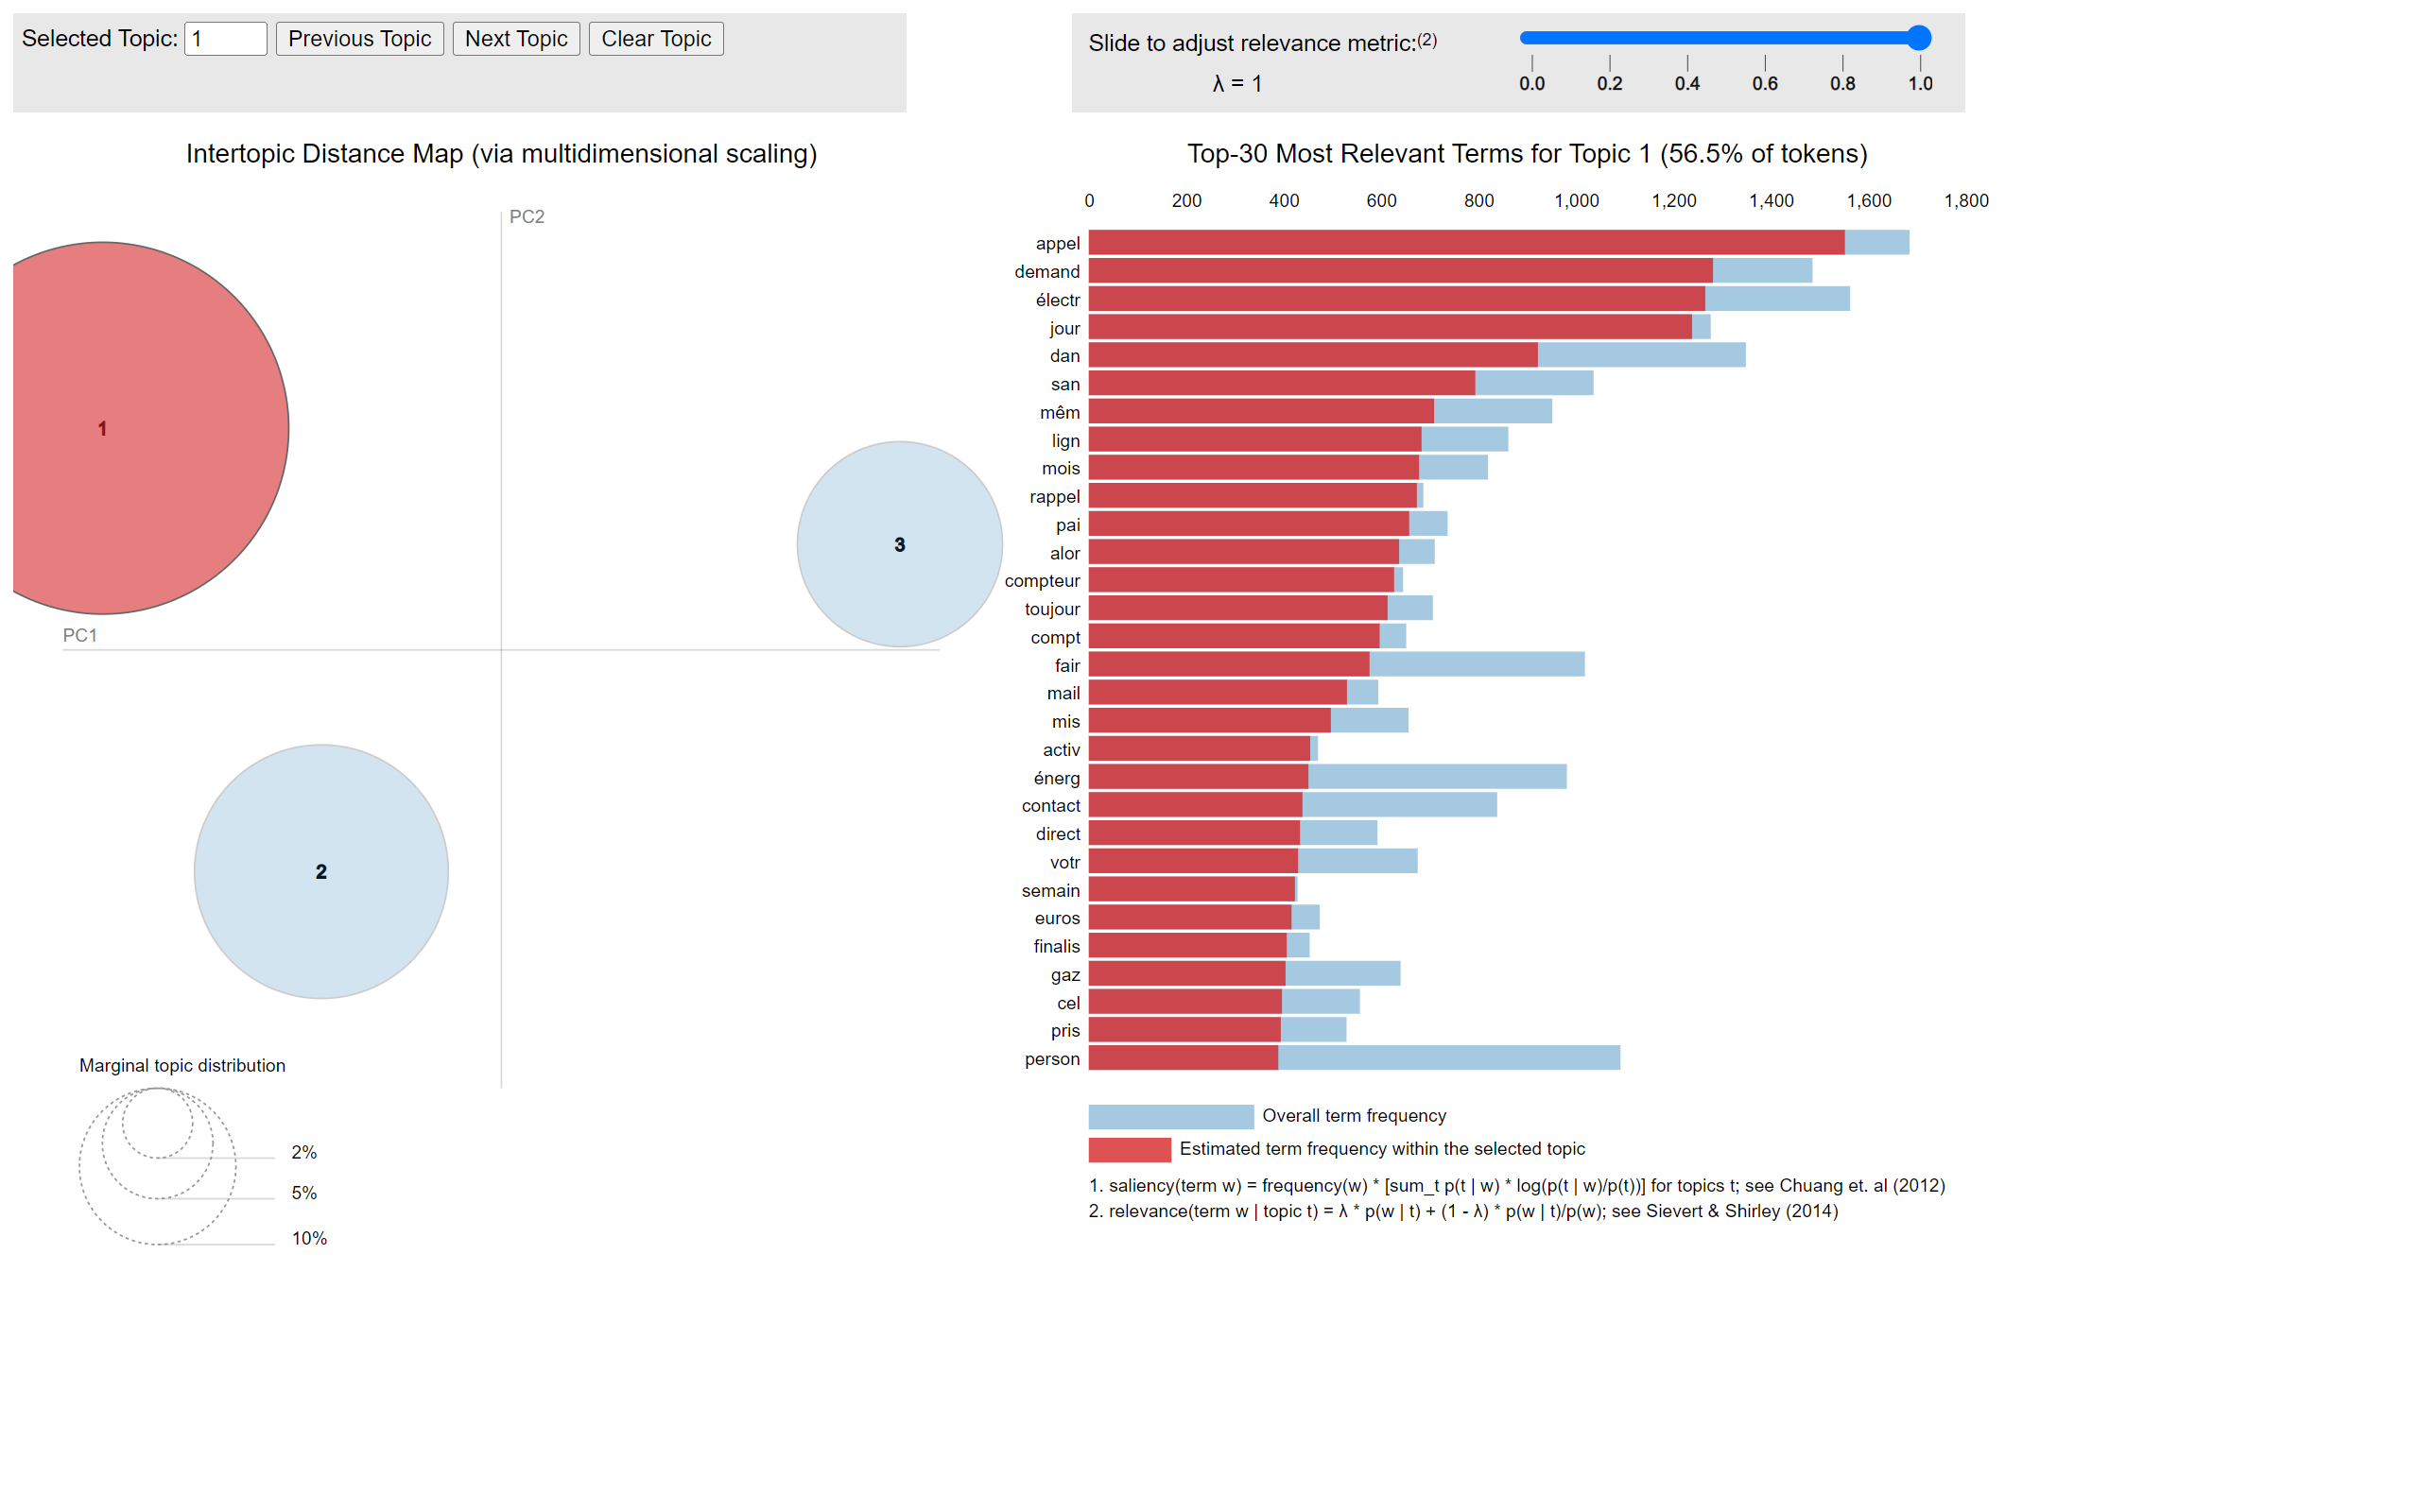 Selected Topic: 1 Previous Topic Next Topic Clear Topic
Slide to adjust relevance metric:(2)
λ = 1
0.0 0.2 0.4 0.6 0.8 1.0
Intertopic Distance Map (via multidimensional scaling)
PC2
1
3
PC1
2
Marginal topic distribution
2%
5%
10%
Top-30 Most Relevant Terms for Topic 1 (56.5% of tokens)
0 200 400 600 800 1,000 1,200 1,400 1,600 1,800
appel
demand
électr
jour
dan
san
mêm
lign
mois
rappel
pai
alor
compteur
toujour
compt
fair
mail
mis
activ
énerg
contact
direct
votr
semain
euros
finalis
gaz
cel
pris
person
Overall term frequency
Estimated term frequency within the selected topic
1. saliency(term w) = frequency(w) * [sum_t p(t | w) * log(p(t | w)/p(t))] for topics t; see Chuang et. al (2012)
2. relevance(term w | topic t) = λ * p(w | t) + (1 - λ) * p(w | t)/p(w); see Sievert & Shirley (2014)